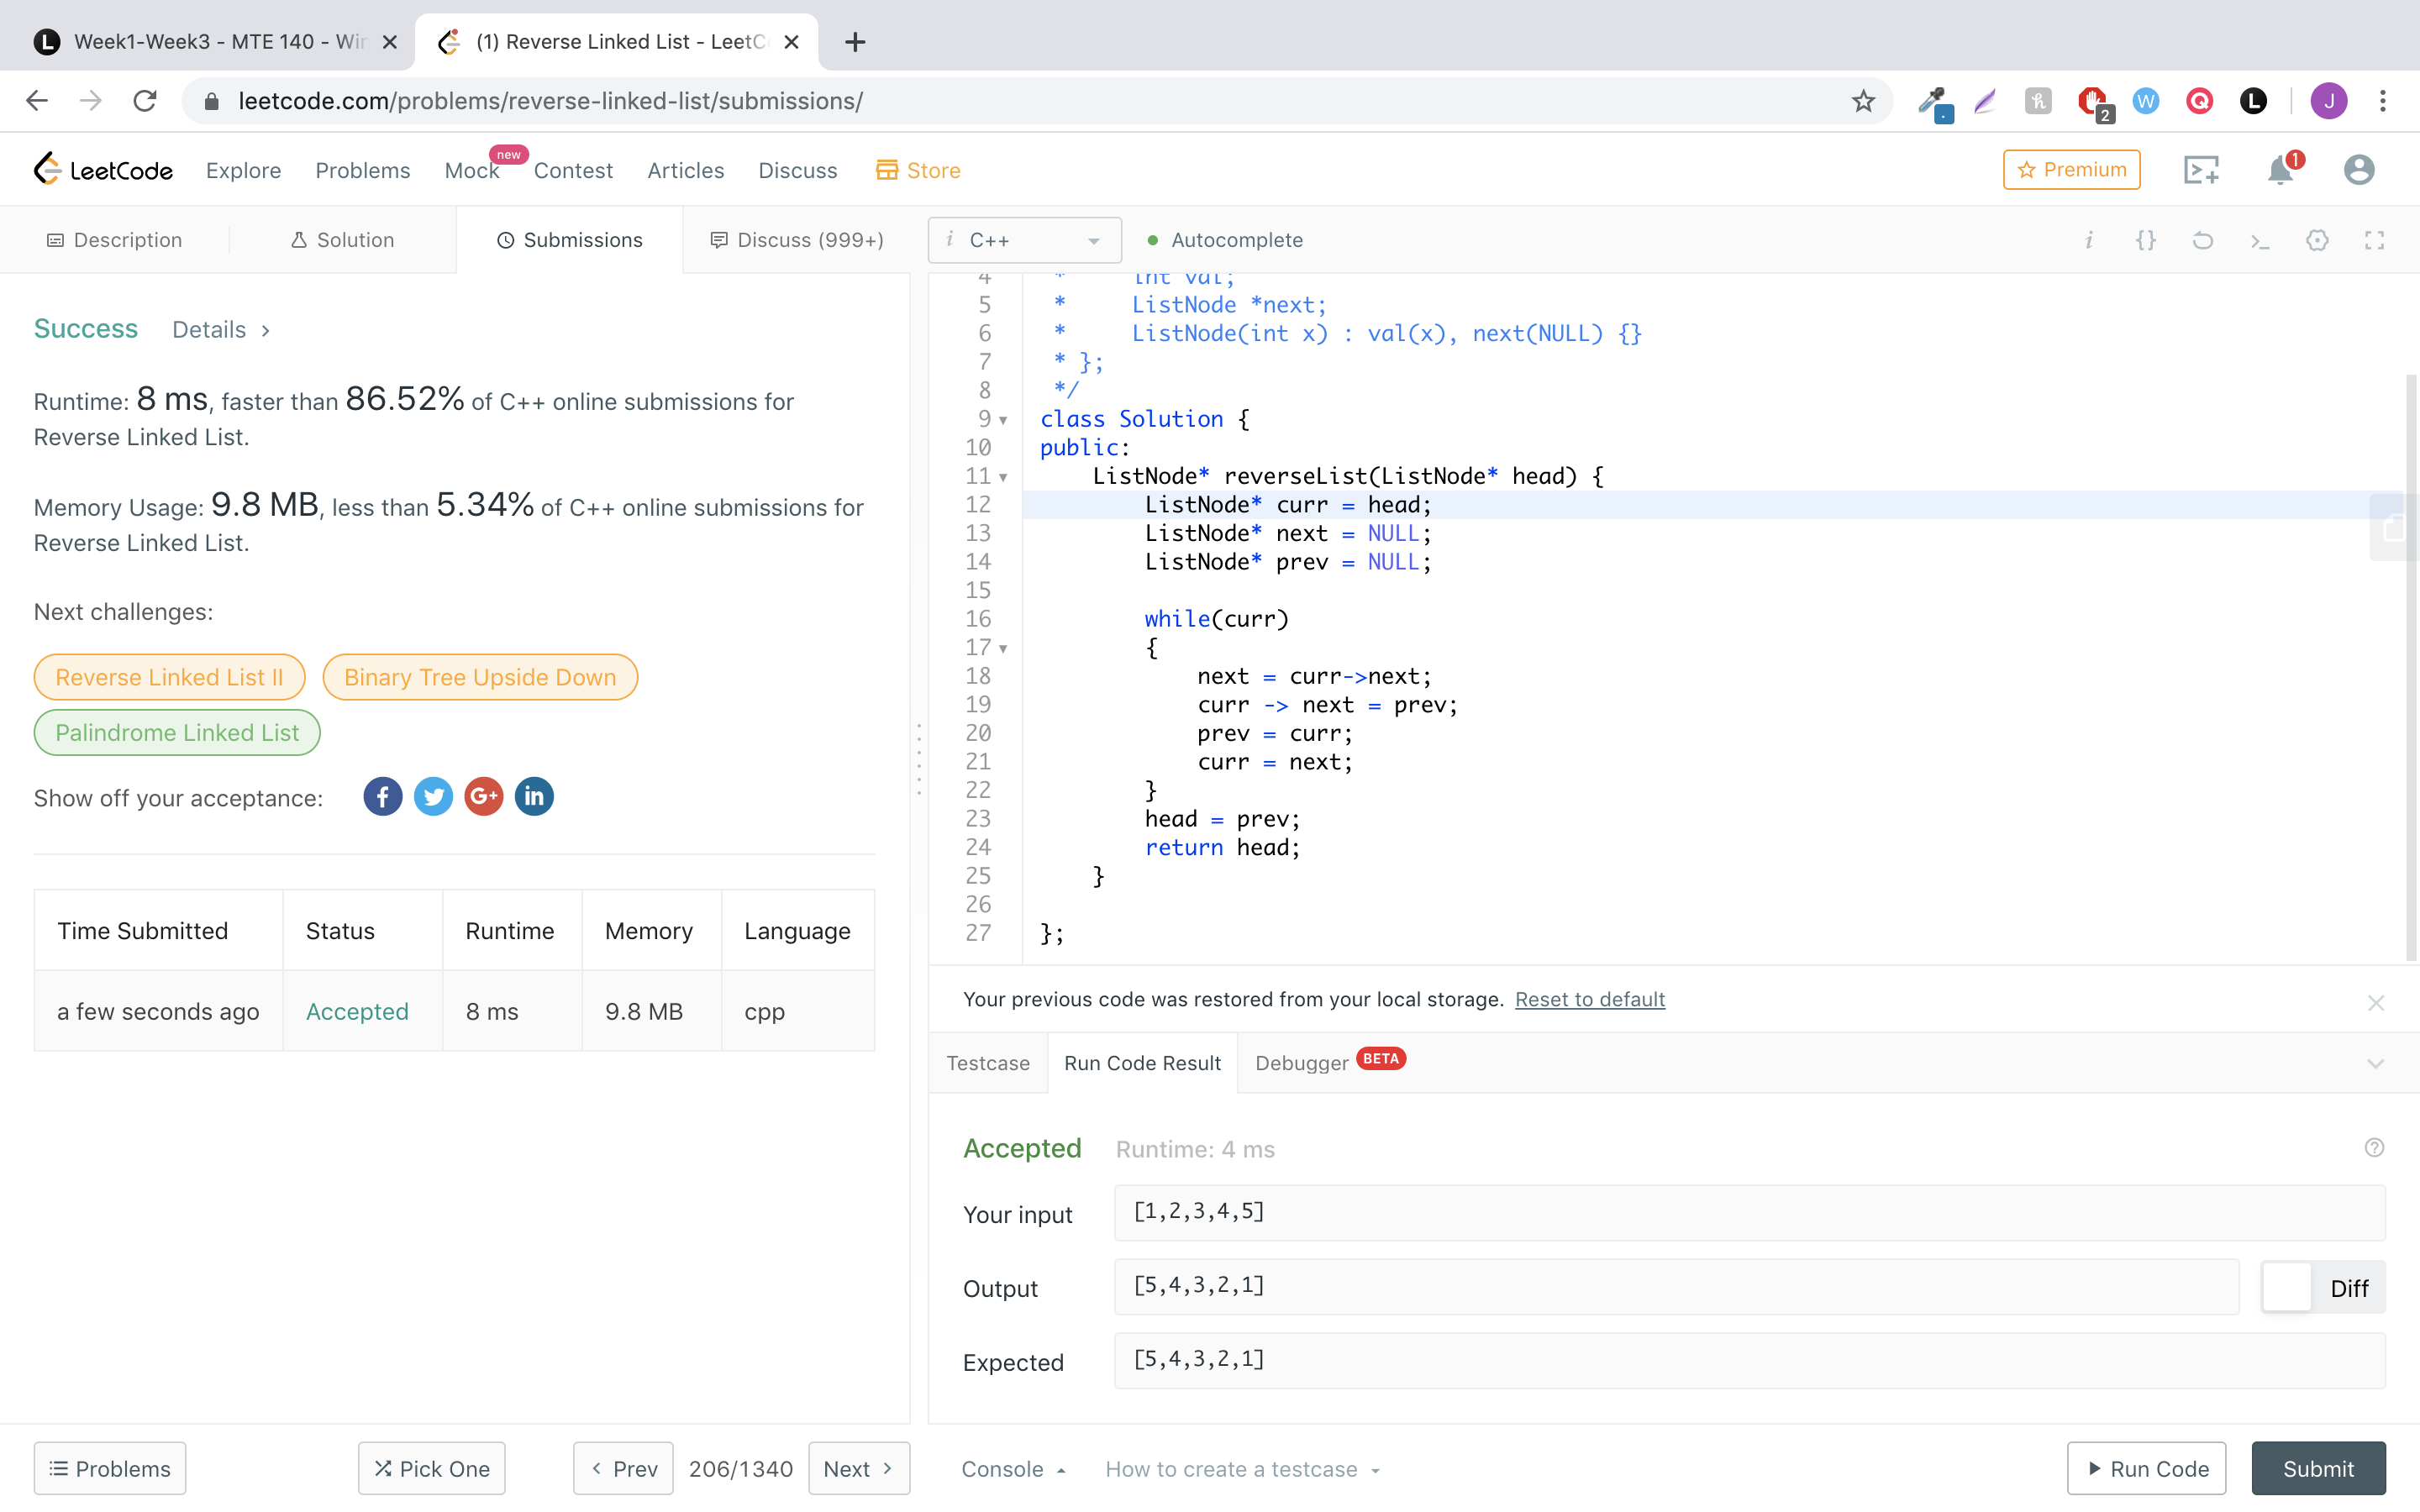 Week1-Week3 - MTE 140 - Wir
(1) Reverse Linked List - LeetC
leetcode.com/problems/reverse-linked-list/submissions/
2
J
LeetCode
Explore
Problems
Mock
new
Contest
Articles
Discuss
Store
Premium
1
Description
Solution
Submissions
Discuss (999+)
i C++
Autocomplete
Success
Details >
Runtime: 8 ms, faster than 86.52% of C++ online submissions for
Reverse Linked List.
Memory Usage: 9.8 MB, less than 5.34% of C++ online submissions for
Reverse Linked List.
Next challenges:
Reverse Linked List II
Binary Tree Upside Down
Palindrome Linked List
Show off your acceptance:
Time Submitted Status Runtime Memory Language
a few seconds ago Accepted 8 ms 9.8 MB cpp
4 * int val;
5 * ListNode *next;
6 * ListNode(int x) : val(x), next(NULL) {}
7 * };
8 */
9 class Solution {
10 public:
11 ListNode* reverseList(ListNode* head) {
12 ListNode* curr = head;
13 ListNode* next = NULL;
14 ListNode* prev = NULL;
15
16 while(curr)
17 {
18 next = curr->next;
19 curr -> next = prev;
20 prev = curr;
21 curr = next;
22 }
23 head = prev;
24 return head;
25 }
26
27 };
Your previous code was restored from your local storage. Reset to default
Testcase
Run Code Result
Debugger BETA
Accepted Runtime: 4 ms
Your input [1,2,3,4,5]
Output [5,4,3,2,1] Diff
Expected [5,4,3,2,1]
Problems
Pick One
Prev
206/1340
Next
Console
How to create a testcase
Run Code
Submit